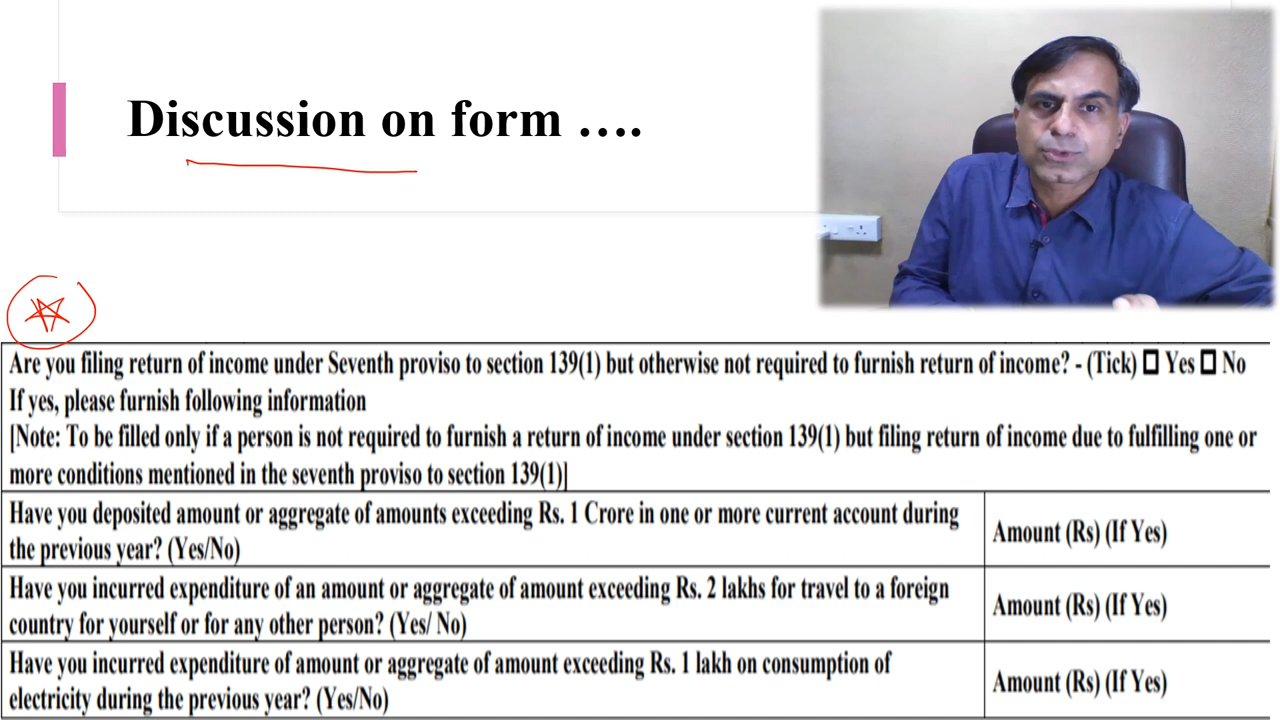 Discussion on form ….
Are you filing return of income under Seventh proviso to section 139(1) but otherwise not required to furnish return of income? - (Tick) ☐ Yes ☐ No
If yes, please furnish following information
[Note: To be filled only if a person is not required to furnish a return of income under section 139(1) but filing return of income due to fulfilling one or
more conditions mentioned in the seventh proviso to section 139(1)]
Have you deposited amount or aggregate of amounts exceeding Rs. 1 Crore in one or more current account during
the previous year? (Yes/No)
Amount (Rs) (If Yes)
Have you incurred expenditure of an amount or aggregate of amount exceeding Rs. 2 lakhs for travel to a foreign
country for yourself or for any other person? (Yes/ No)
Amount (Rs) (If Yes)
Have you incurred expenditure of amount or aggregate of amount exceeding Rs. 1 lakh on consumption of
electricity during the previous year? (Yes/No)
Amount (Rs) (If Yes)